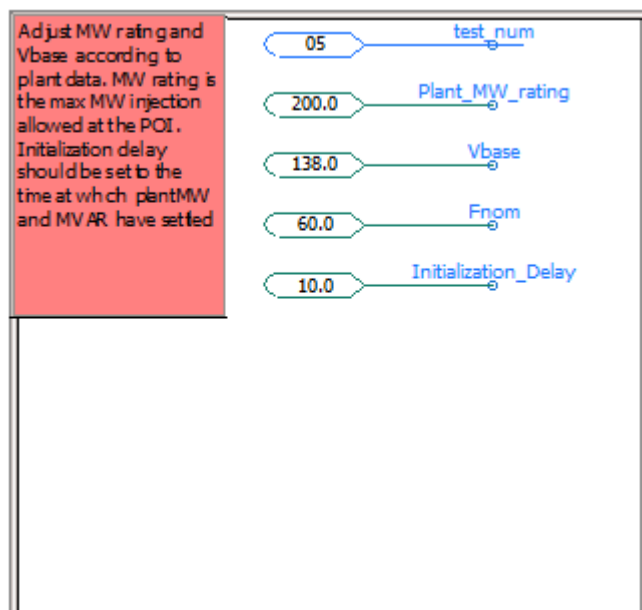 Adjust MW rating and
Vbase according to
plant data. MW rating is
the max MW injection
allowed at the POI.
Initialization delay
should be set to the
time at which plantMW
and MVAR have settled
05 test_num
200.0 Plant_MW_rating
138.0 Vbase
60.0 Fnom
10.0 Initialization_Delay